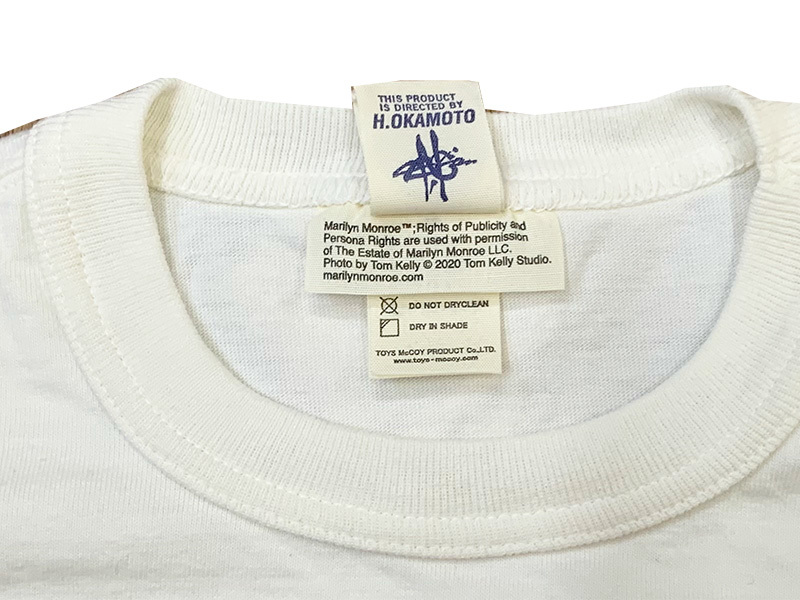 THIS PRODUCT
IS DIRECTED BY
H.OKAMOTO
Marilyn Monroe™;Rights of Publicity and
Persona Rights are used with permission
of The Estate of Marilyn Monroe LLC.
Photo by Tom Kelly © 2020 Tom Kelly Studio.
marilynmonroe.com
DO NOT DRYCLEAN
DRY IN SHADE
TOYS McCOY PRODUCT Co.,LTD.
www.toys-mccoy.com